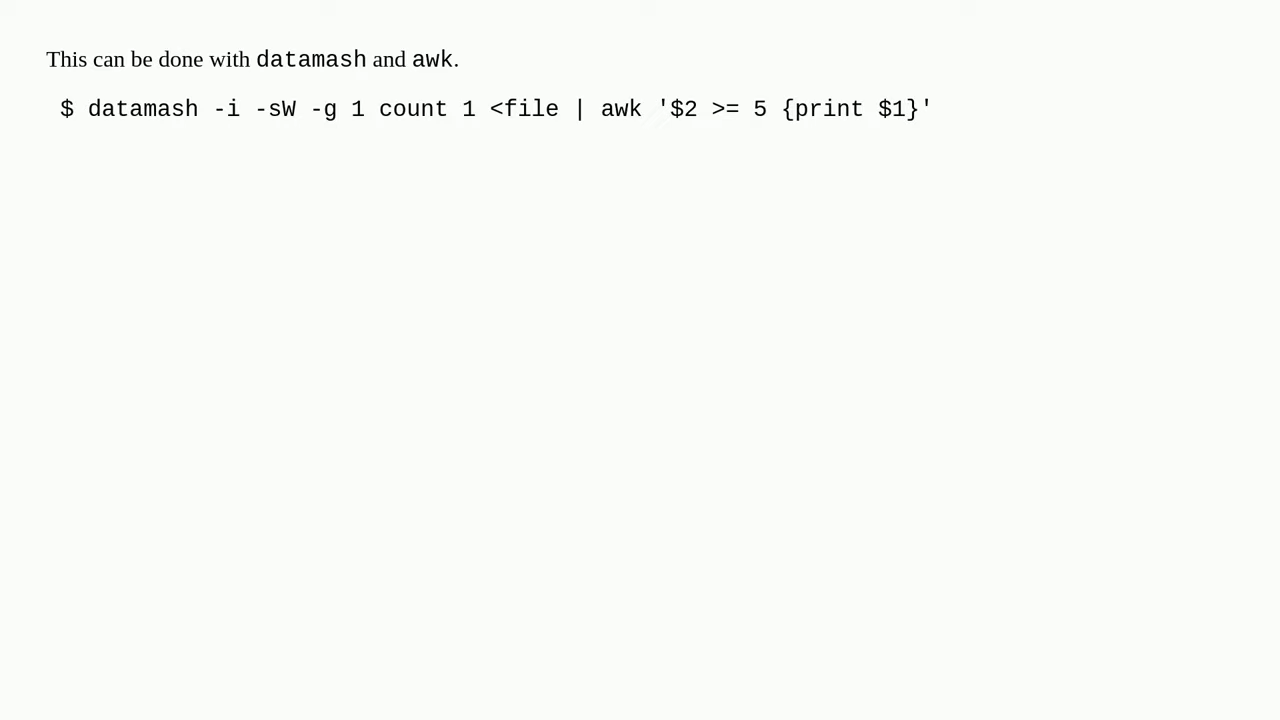 This can be done with datamash and awk.
$ datamash -i -sW -g 1 count 1 <file | awk '$2 >= 5 {print $1}'